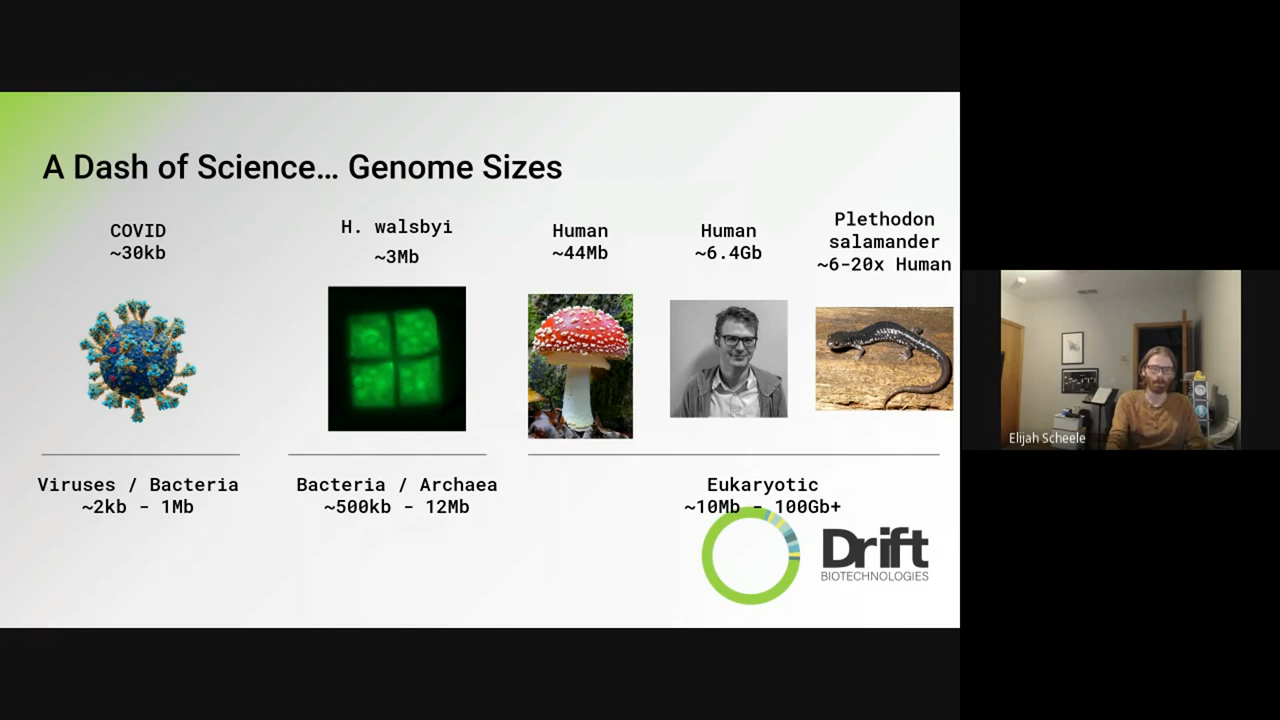 A Dash of Science… Genome Sizes
COVID
~30kb
H. walsbyi
~3Mb
Human
~44Mb
Human
~6.4Gb
Plethodon
salamander
~6-20x Human
Viruses / Bacteria
~2kb - 1Mb
Bacteria / Archaea
~500kb - 12Mb
Eukaryotic
~10Mb - 100Gb+
Drift
BIOTECHNOLOGIES
Elijah Scheele